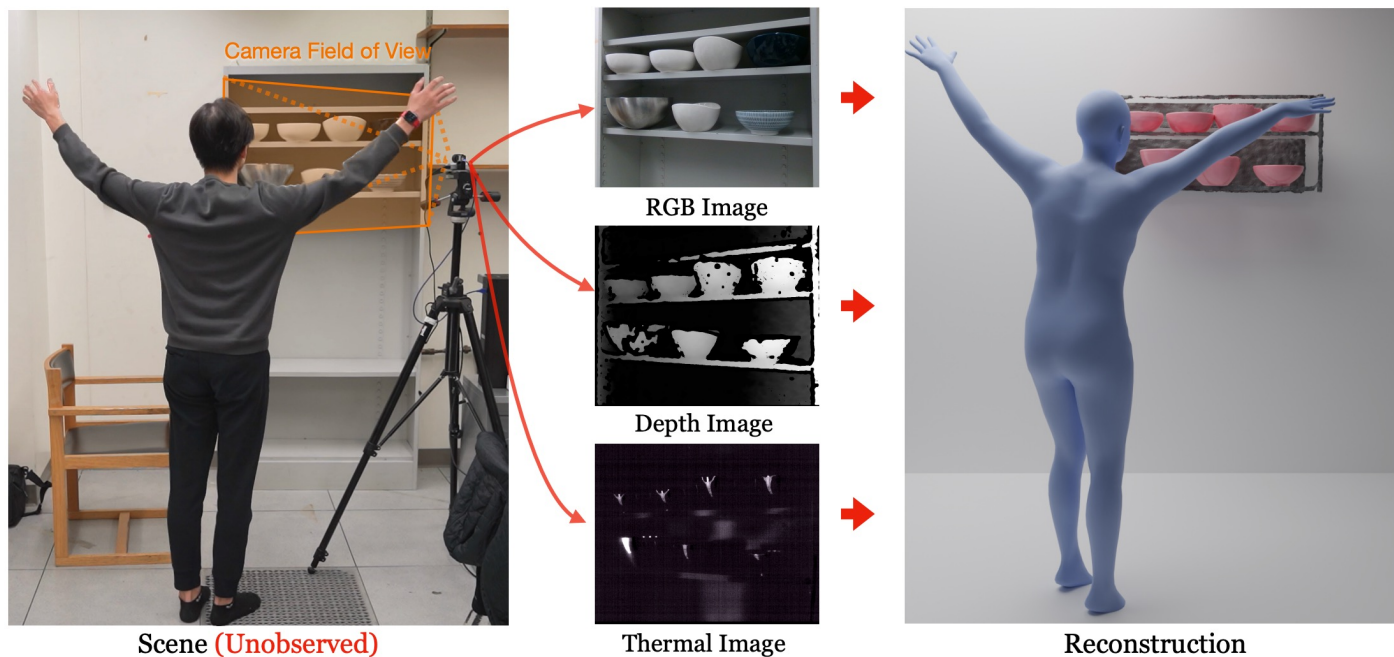 Camera Field of View
RGB Image
Depth Image
Thermal Image
Scene (Unobserved)
Reconstruction